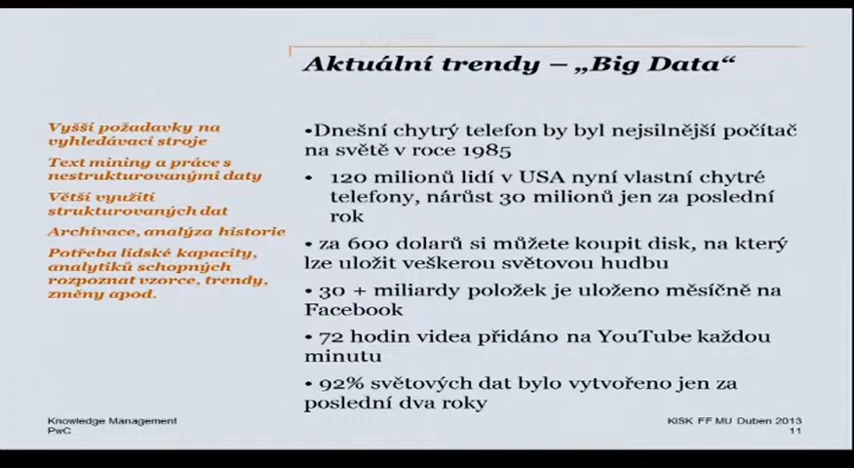 Aktuální trendy – „Big Data“
Vyšší požadavky na
vyhledávací stroje
Text mining a práce s
nestrukturovanými daty
Větší využití
strukturovaných dat
Archivace, analýza historie
Potřeba lidské kapacity,
analytiků schopných
rozpoznat vzorce, trendy,
změny apod.
•Dnešní chytrý telefon by byl nejsilnější počítač
na světě v roce 1985
• 120 milionů lidí v USA nyní vlastní chytré
telefony, nárůst 30 milionů jen za poslední
rok
• za 600 dolarů si můžete koupit disk, na který
lze uložit veškerou světovou hudbu
• 30 + miliardy položek je uloženo měsíčně na
Facebook
• 72 hodin videa přidáno na YouTube každou
minutu
• 92% světových dat bylo vytvořeno jen za
poslední dva roky
Knowledge Management
PwC
KISK FF MU Duben 2013
11